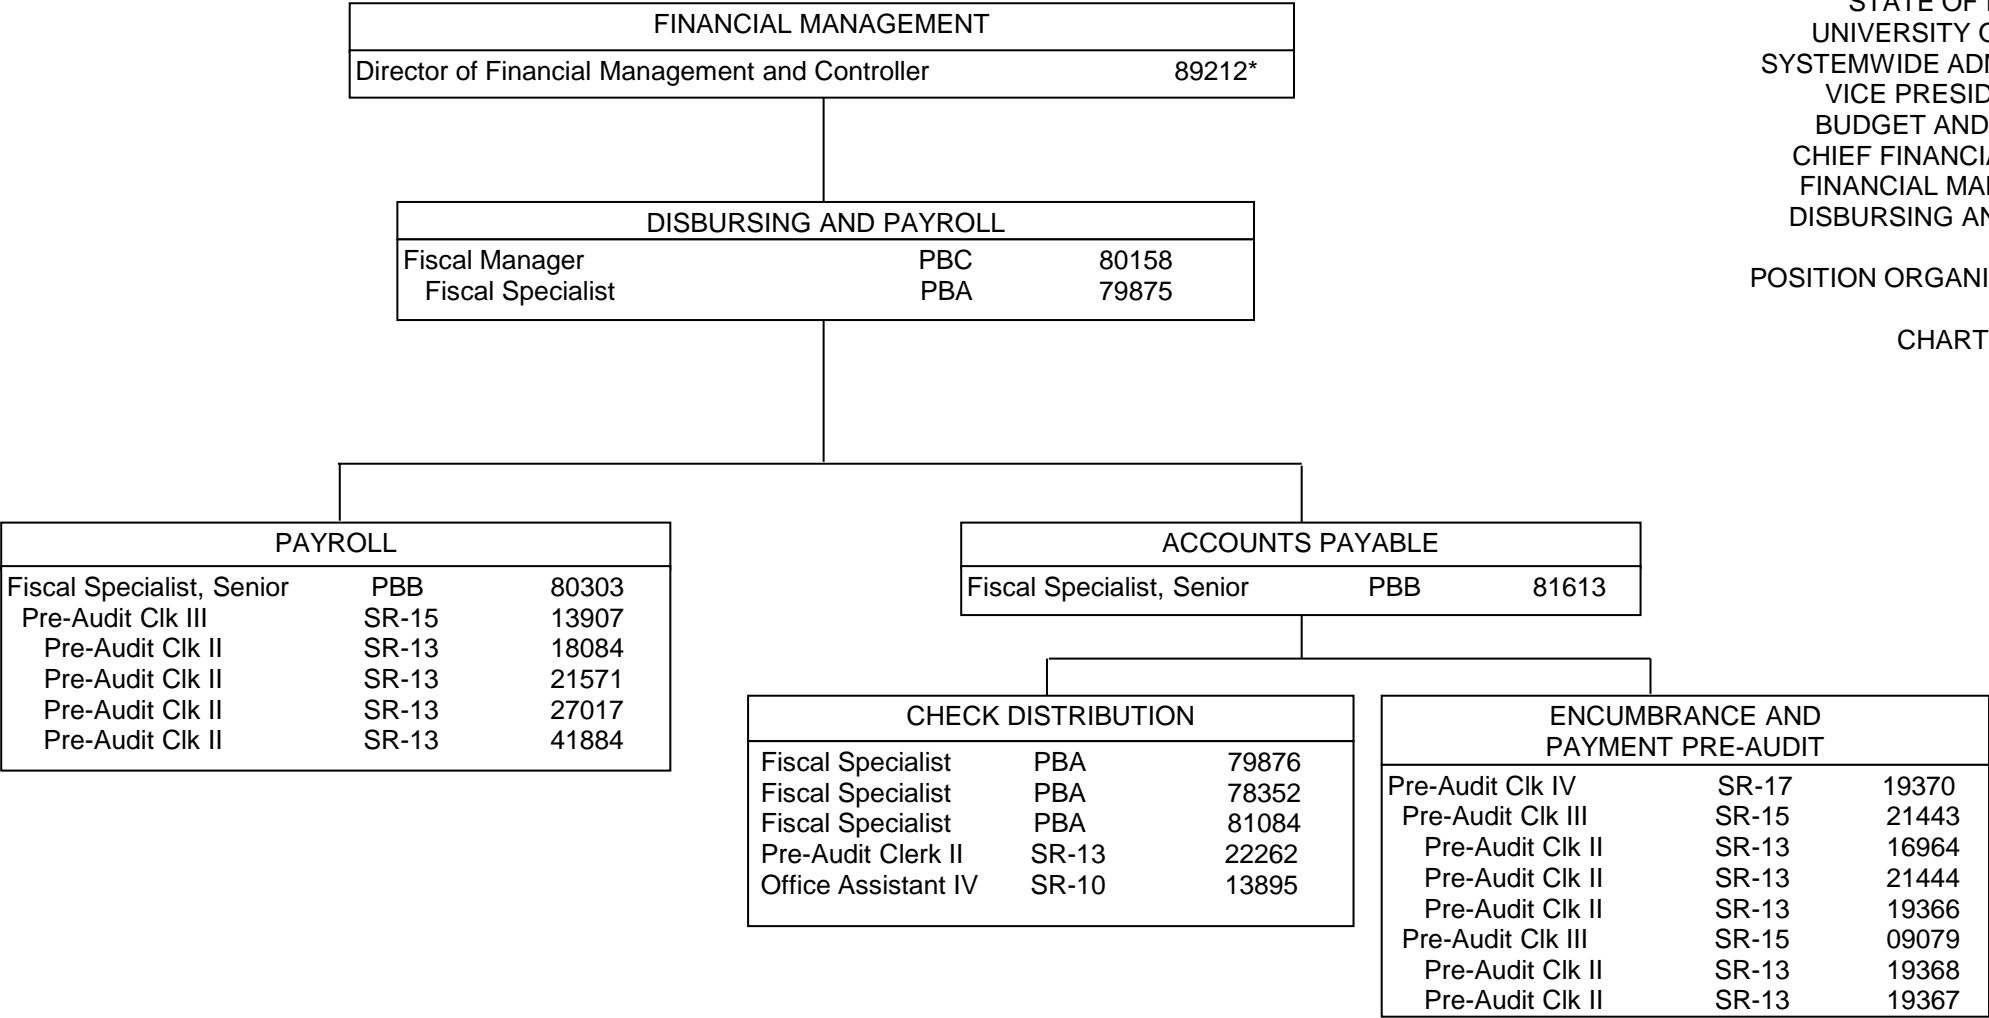 FINANCIAL MANAGEMENT
Director of Financial Management and Controller 89212*
STATE OF
UNIVERSITY
SYSTEMWIDE
VICE
BUDGET AND
CHIEF
FINANCIAL
DISBURSING
POSITION
CHART
DISBURSING AND PAYROLL
Fiscal Manager PBC 80158
Fiscal Specialist PBA 79875
PAYROLL
Fiscal Specialist, Senior PBB 80303
Pre-Audit Clk III SR-15 13907
Pre-Audit Clk II SR-13 18084
Pre-Audit Clk II SR-13 21571
Pre-Audit Clk II SR-13 27017
Pre-Audit Clk II SR-13 41884
ACCOUNTS PAYABLE
Fiscal Specialist, Senior PBB 81613
CHECK DISTRIBUTION
Fiscal Specialist PBA 79876
Fiscal Specialist PBA 78352
Fiscal Specialist PBA 81084
Pre-Audit Clerk II SR-13 22262
Office Assistant IV SR-10 13895
ENCUMBRANCE AND
PAYMENT PRE-AUDIT
Pre-Audit Clk IV SR-17 19370
Pre-Audit Clk III SR-15 21443
Pre-Audit Clk II SR-13 16964
Pre-Audit Clk II SR-13 21444
Pre-Audit Clk II SR-13 19366
Pre-Audit Clk III SR-15 09079
Pre-Audit Clk II SR-13 19368
Pre-Audit Clk II SR-13 19367